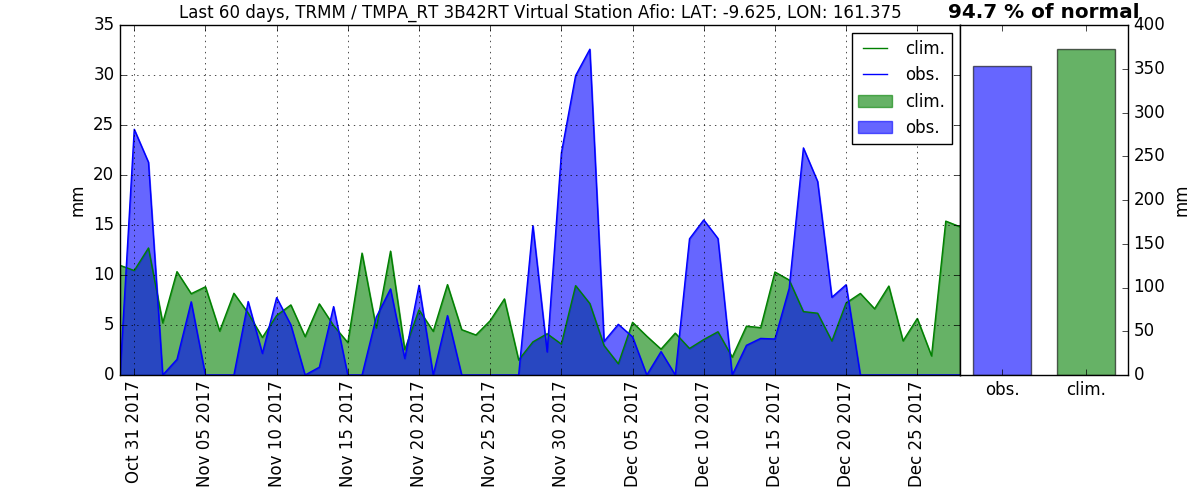 Last 60 days, TRMM / TMPA_RT 3B42RT Virtual Station Afio: LAT: -9.625, LON: 161.375
94.7 % of normal
35
30
25
20
15
10
5
0
mm
clim.
obs.
clim.
obs.
400
350
300
250
200
150
100
50
0
mm
obs.
clim.
Oct 31 2017
Nov 05 2017
Nov 10 2017
Nov 15 2017
Nov 20 2017
Nov 25 2017
Nov 30 2017
Dec 05 2017
Dec 10 2017
Dec 15 2017
Dec 20 2017
Dec 25 2017